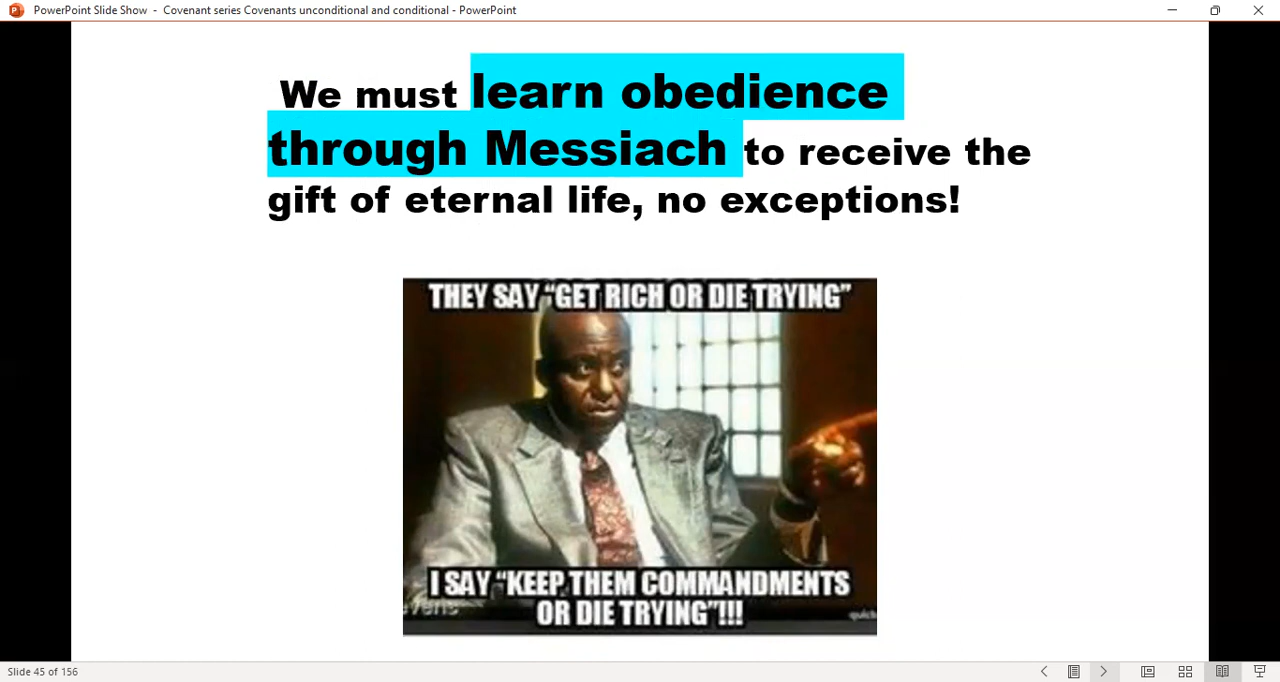 PowerPoint Slide Show - Covenant series Covenants unconditional and conditional - PowerPoint
We must learn obedience
through Messiach to receive the
gift of eternal life, no exceptions!
THEY SAY “GET RICH OR DIE TRYING”
I SAY “KEEP THEM COMMANDMENTS
OR DIE TRYING”!!!
Slide 45 of 156